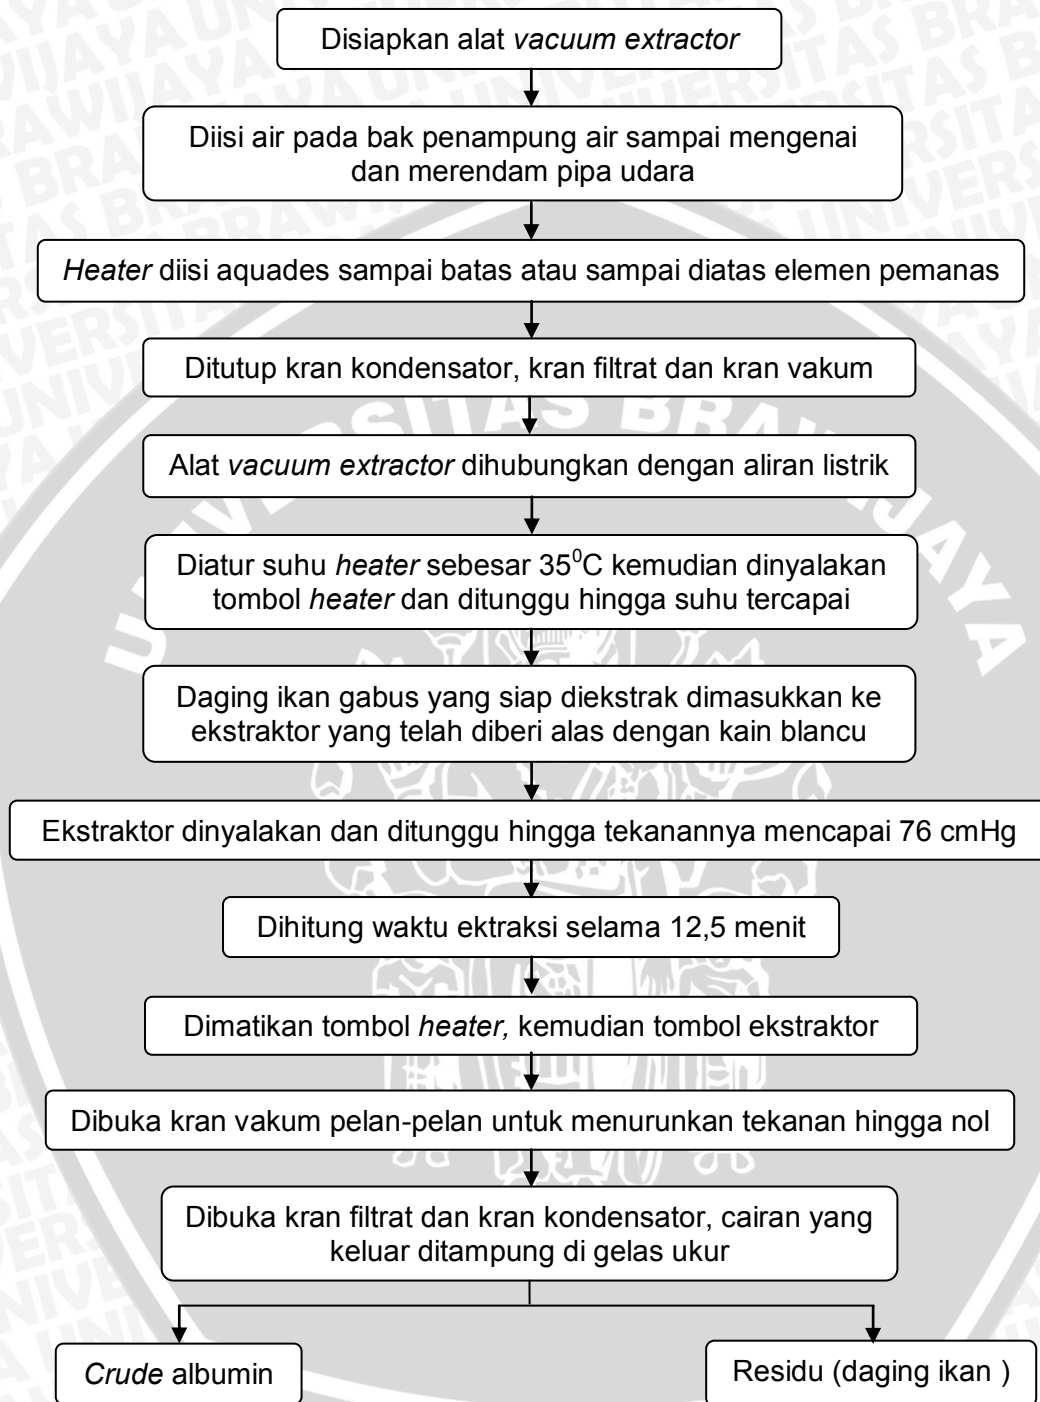 Disiapkan alat vacuum extractor
Diisi air pada bak penampung air sampai mengenai
dan merendam pipa udara
Heater diisi aquades sampai batas atau sampai diatas elemen pemanas
Ditutup kran kondensator, kran filtrat dan kran vakum
Alat vacuum extractor dihubungkan dengan aliran listrik
Diatur suhu heater sebesar 35⁰C kemudian dinyalakan
tombol heater dan ditunggu hingga suhu tercapai
Daging ikan gabus yang siap diekstrak dimasukkan ke
ekstraktor yang telah diberi alas dengan kain blancu
Ekstraktor dinyalakan dan ditunggu hingga tekanannya mencapai 76 cmHg
Dihitung waktu ektraksi selama 12,5 menit
Dimatikan tombol heater, kemudian tombol ekstraktor
Dibuka kran vakum pelan-pelan untuk menurunkan tekanan hingga nol
Dibuka kran filtrat dan kran kondensator, cairan yang
keluar ditampung di gelas ukur
Crude albumin
Residu (daging ikan )
UNIVERSITAS BRAWIJAYA